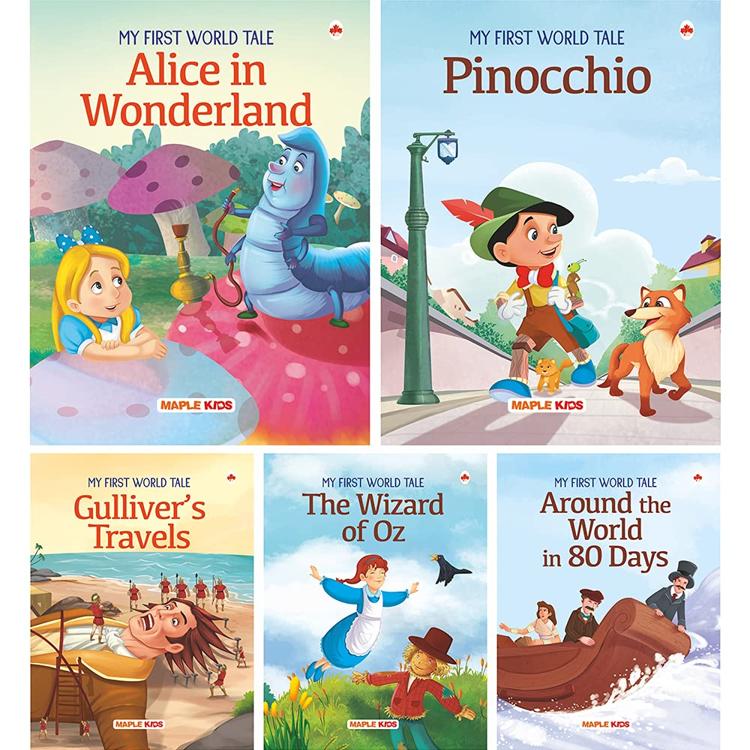 MY FIRST WORLD TALE
Alice in
Wonderland
MAPLE KIDS
MY FIRST WORLD TALE
Pinocchio
MAPLE KIDS
MY FIRST WORLD TALE
Gulliver's
Travels
MAPLE KIDS
MY FIRST WORLD TALE
The Wizard
of Oz
MAPLE KIDS
MY FIRST WORLD TALE
Around the
World
in 80 Days
MAPLE KIDS